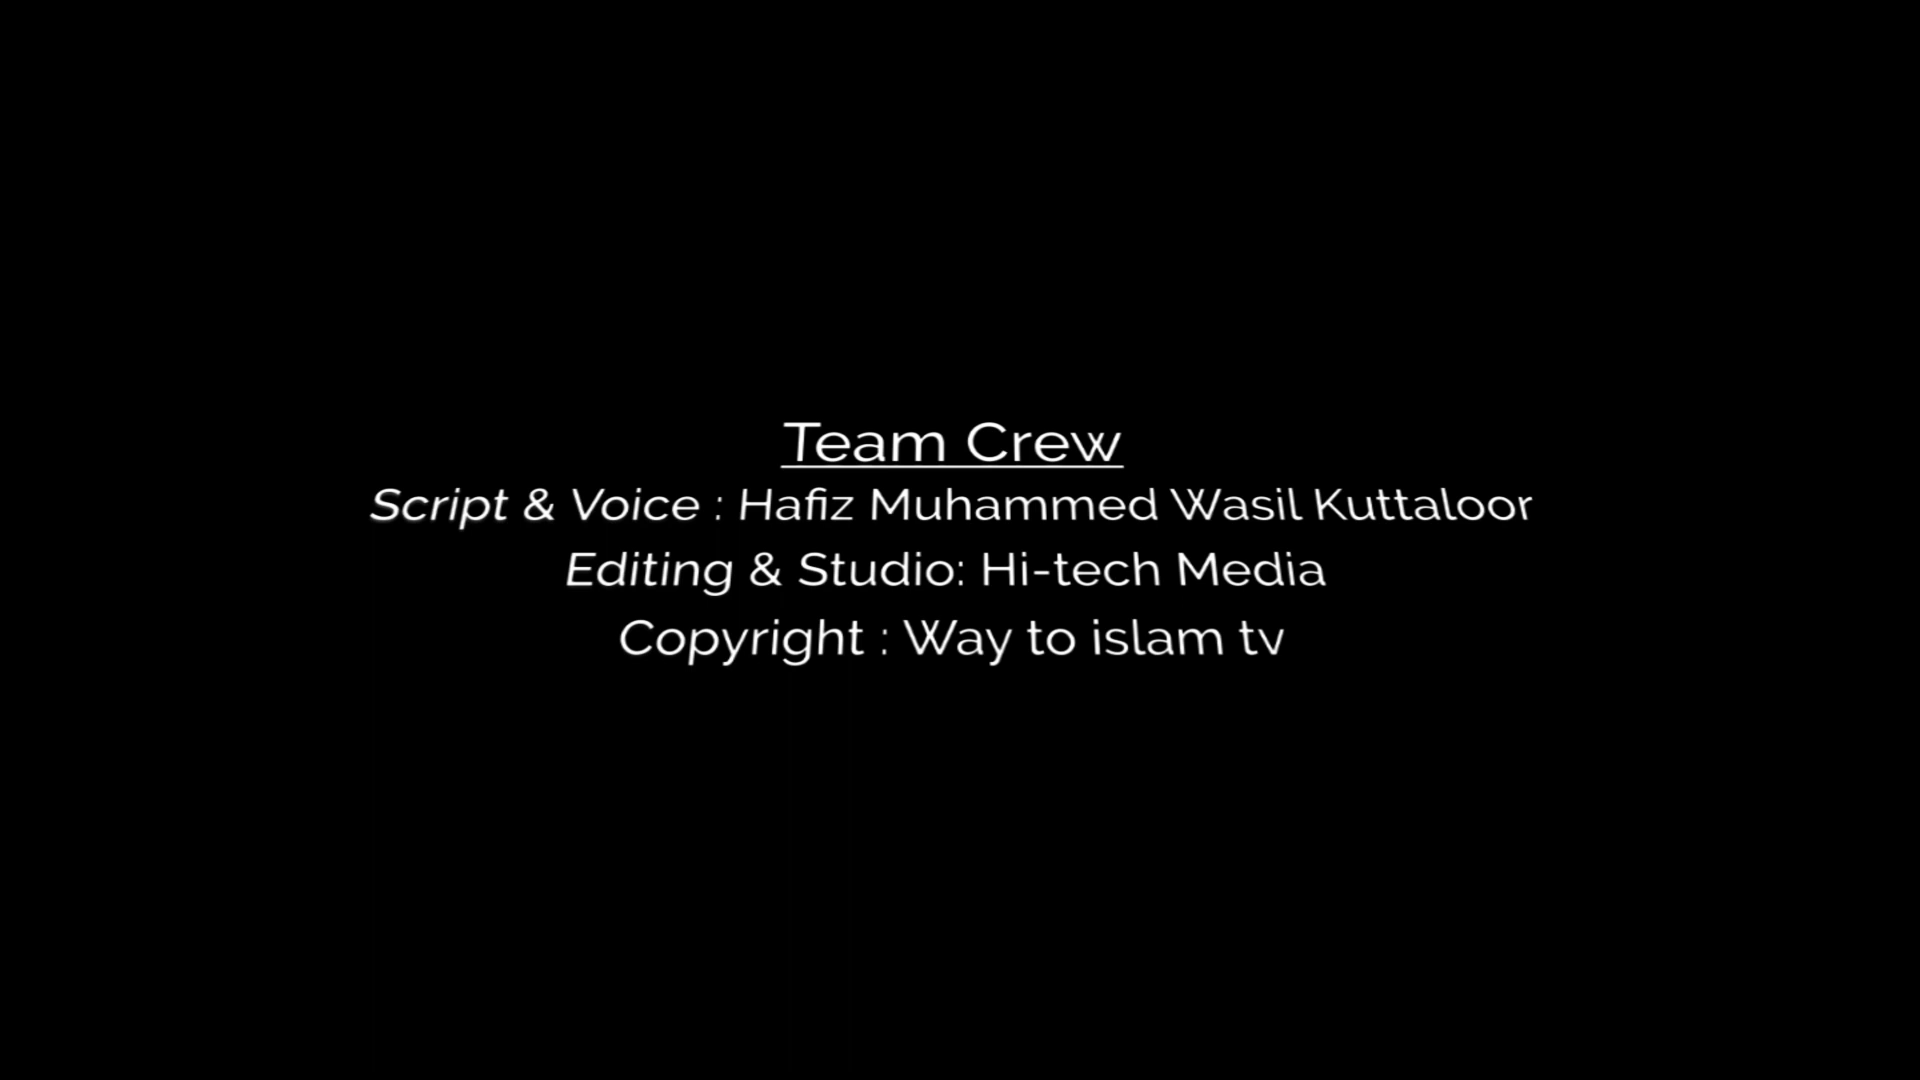 Team Crew
Script & Voice : Hafiz Muhammed Wasil Kuttaloor
Editing & Studio: Hi-tech Media
Copyright : Way to islam tv